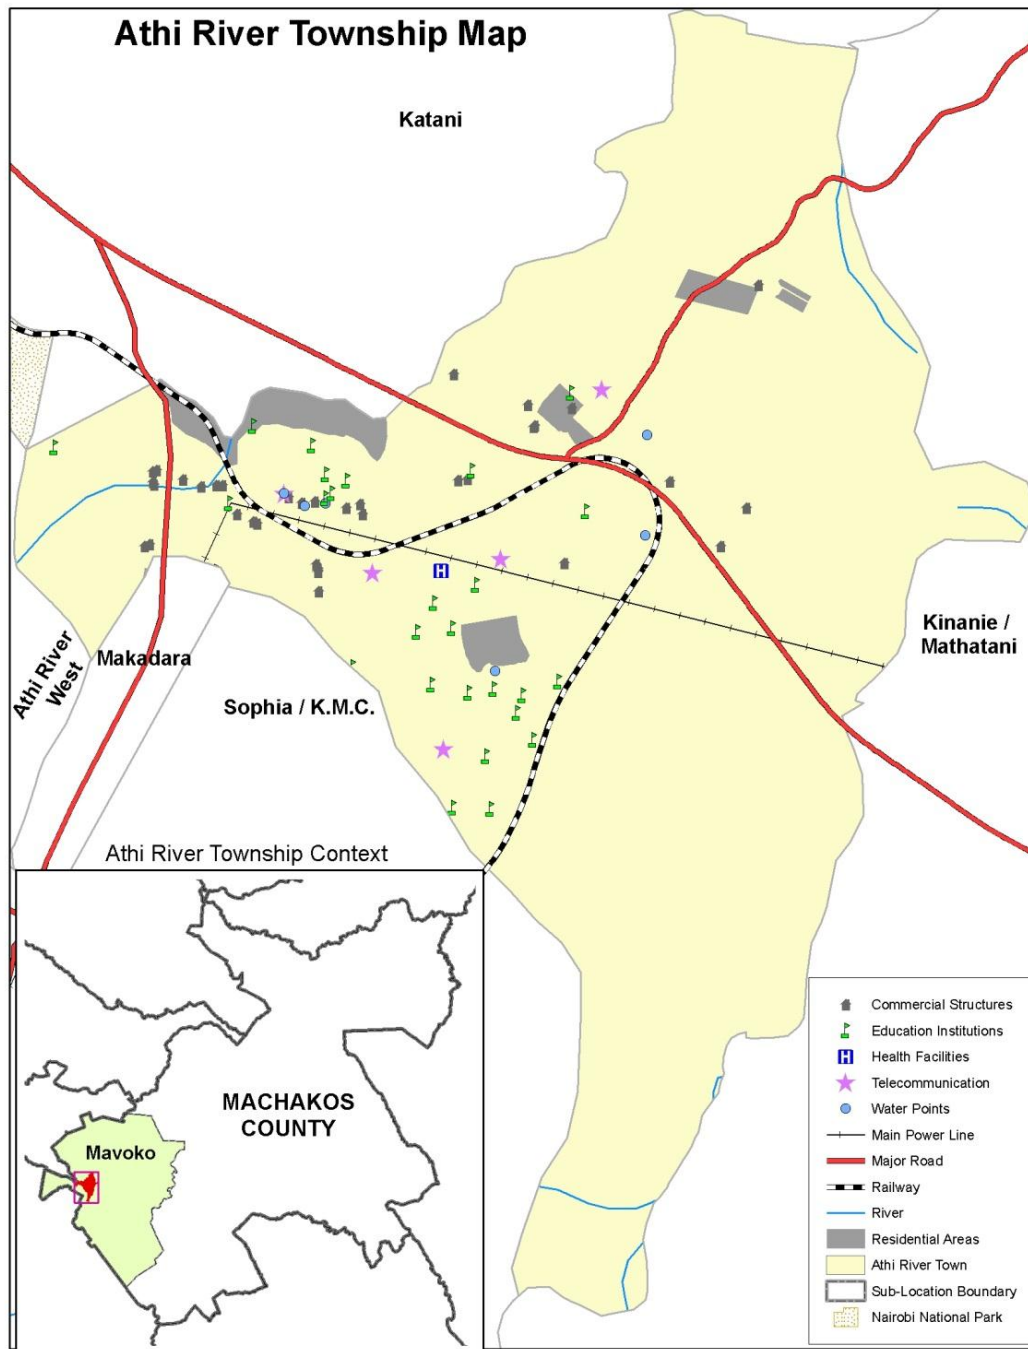 Athi River Township Map
Katani
Kinanie /
Mathatani
Athi River
West
Makadara
Sophia / K.M.C.
Athi River Township Context
MACHAKOS
COUNTY
Mavoko
H
Commercial Structures
Education Institutions
H Health Facilities
Telecommunication
Water Points
Main Power Line
Major Road
Railway
River
Residential Areas
Athi River Town
Sub-Location Boundary
Nairobi National Park